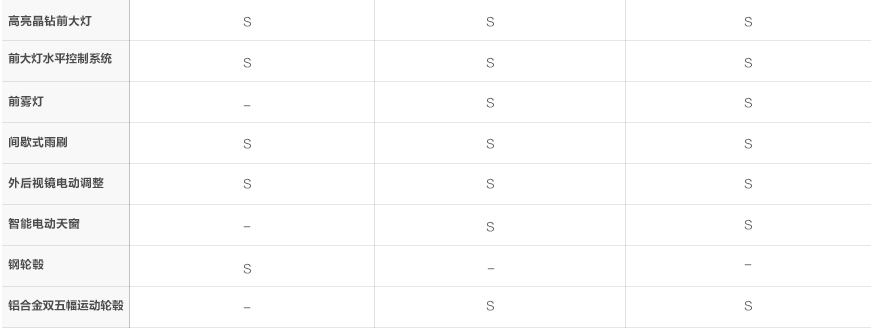 高亮晶钻前大灯 S S S
前大灯水平控制系统 S S S
前雾灯 – S S
间歇式雨刷 S S S
外后视镜电动调整 S S S
智能电动天窗 – S S
钢轮毂 S – –
铝合金双五幅运动轮毂 – S S